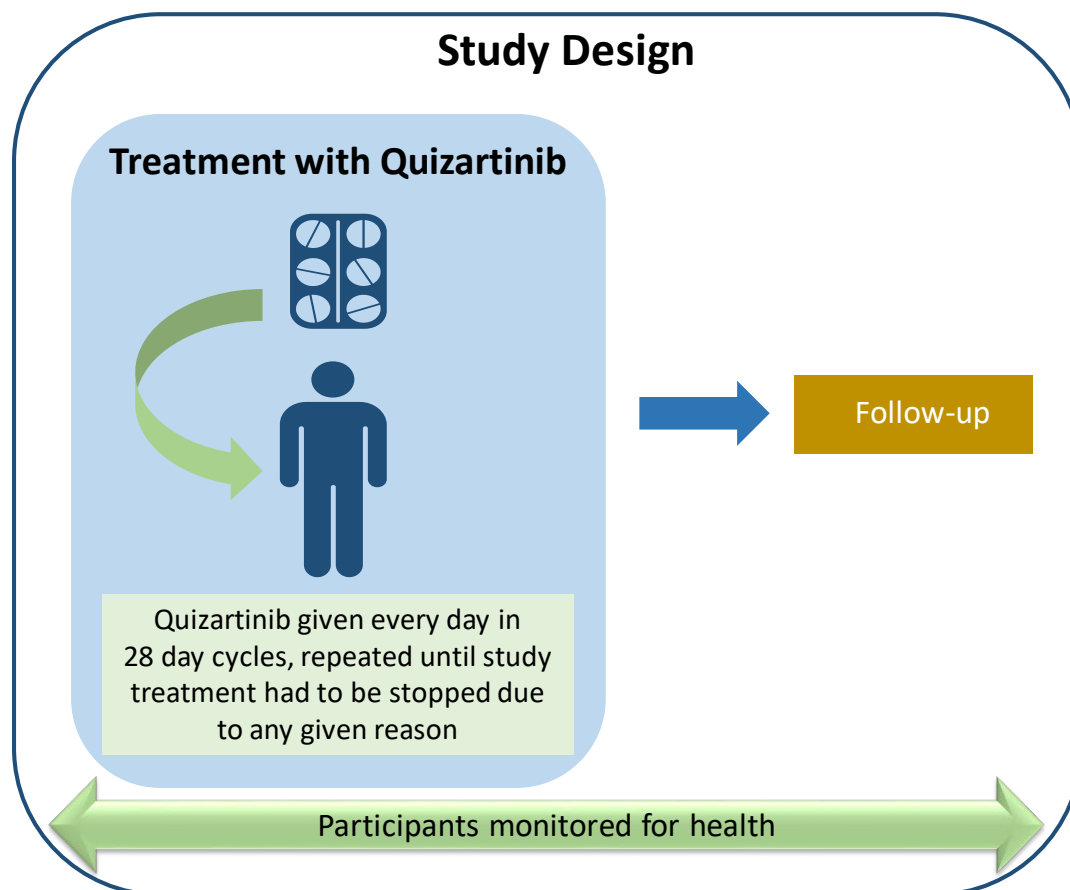 Study Design
Treatment with Quizartinib
Quizartinib given every day in
28 day cycles, repeated until study
treatment had to be stopped due
to any given reason
Follow-up
Participants monitored for health